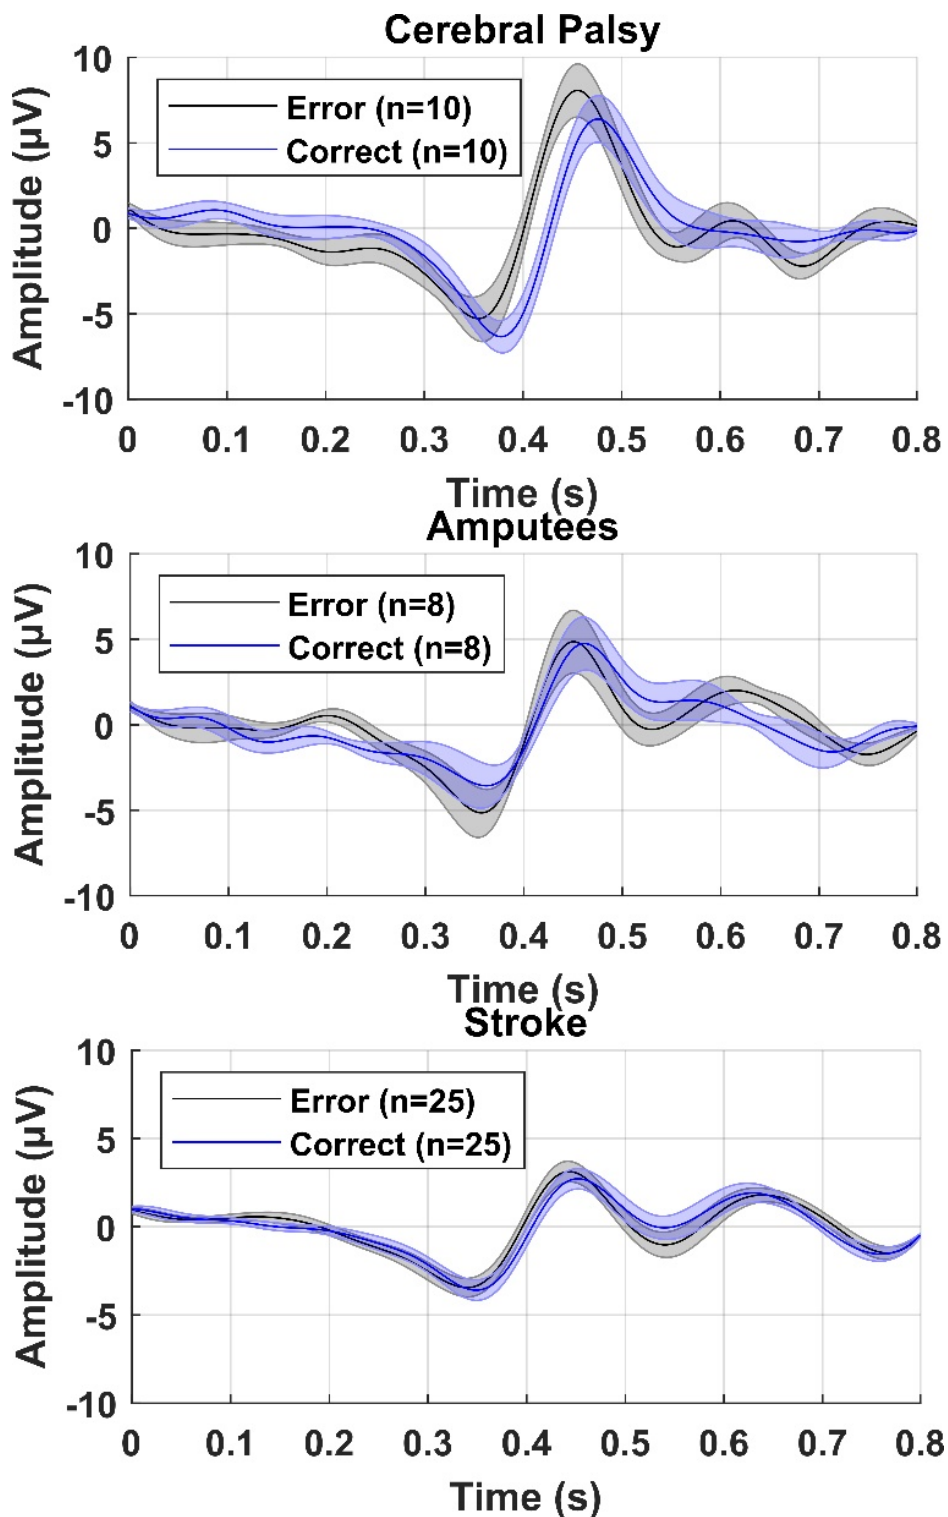 Cerebral Palsy
10
5
0
-5
-10
Amplitude (µV)
Error (n=10)
Correct (n=10)
0 0.1 0.2 0.3 0.4 0.5 0.6 0.7 0.8
Time (s)
Amputees
10
5
0
-5
-10
Amplitude (µV)
Error (n=8)
Correct (n=8)
0 0.1 0.2 0.3 0.4 0.5 0.6 0.7 0.8
Time (s)
Stroke
10
5
0
-5
-10
Amplitude (µV)
Error (n=25)
Correct (n=25)
0 0.1 0.2 0.3 0.4 0.5 0.6 0.7 0.8
Time (s)